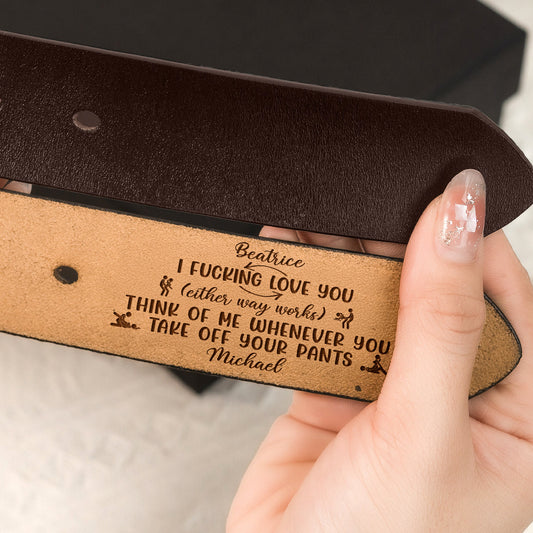 Beatrice
I FUCKING LOVE YOU
(either way works)
THINK OF ME WHENEVER YOU
TAKE OFF YOUR PANTS
Michael